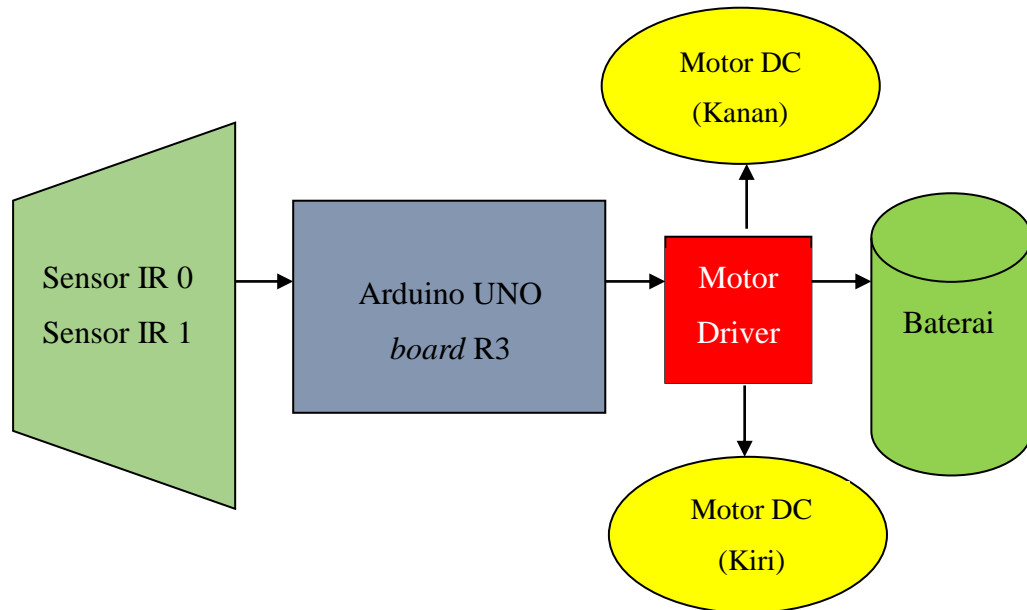 Sensor IR 0
Sensor IR 1
Arduino UNO
board R3
Motor DC
(Kanan)
Motor
Driver
Motor DC
(Kiri)
Baterai